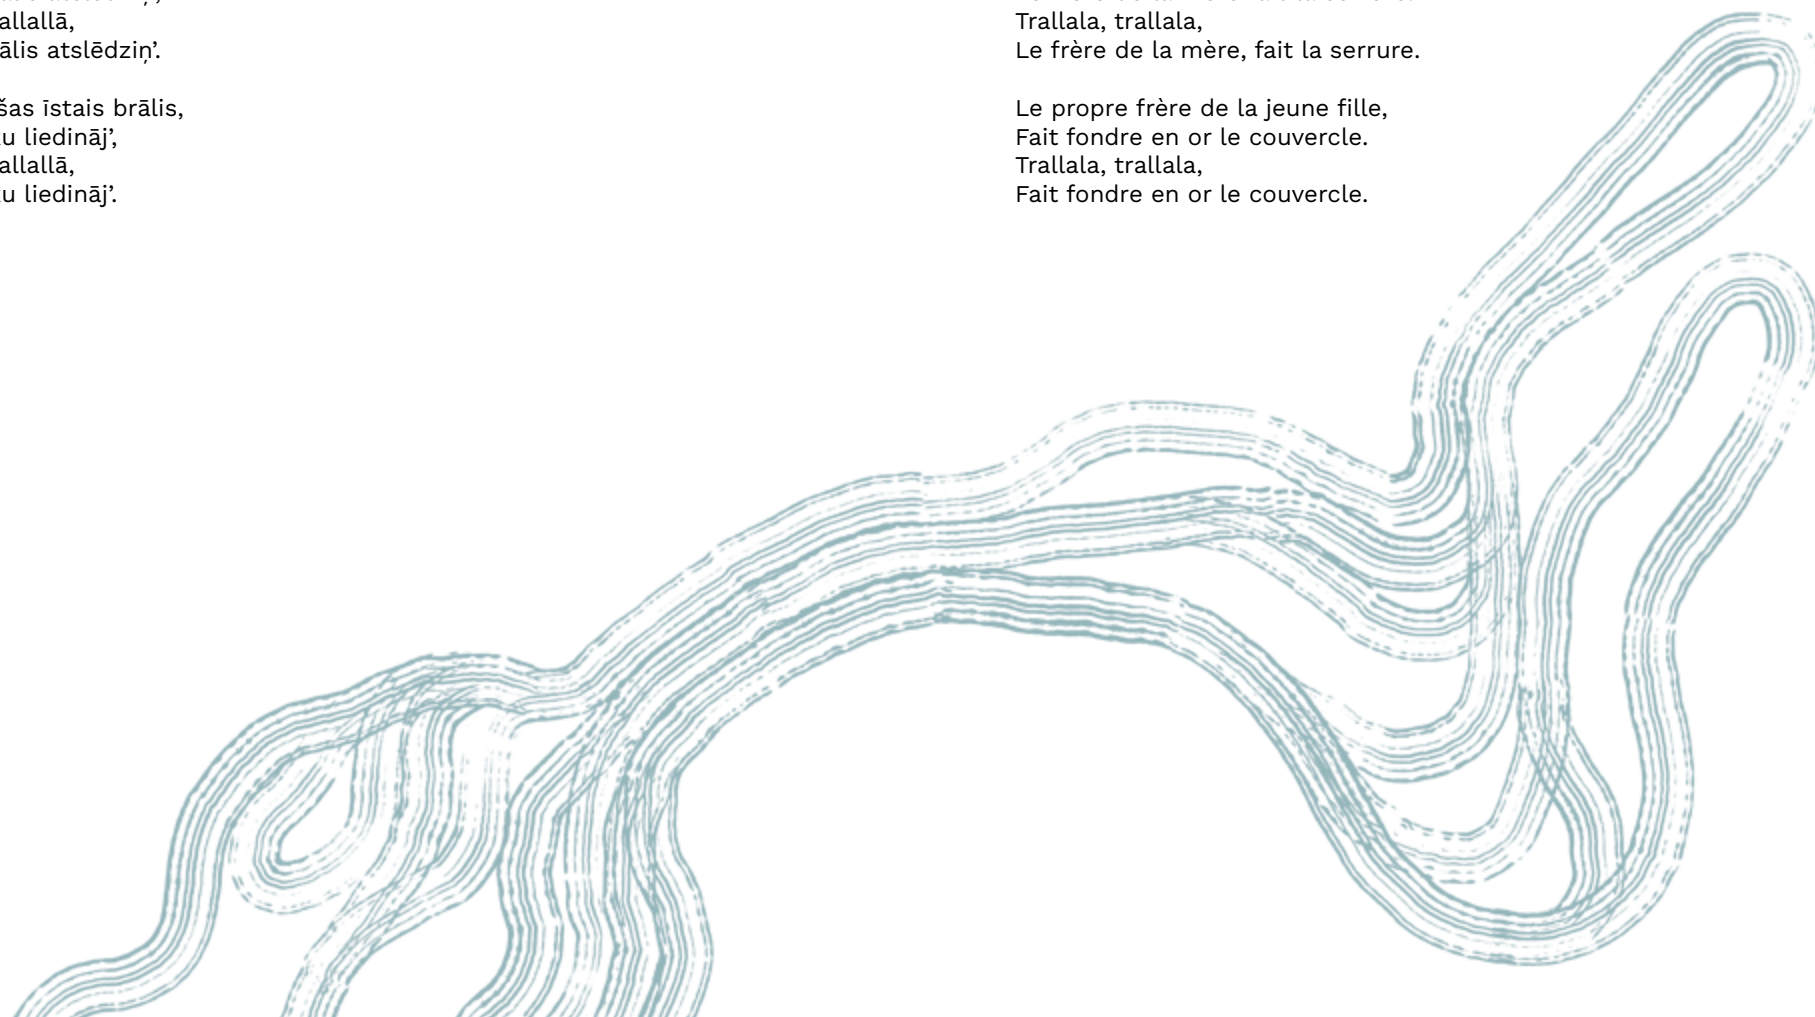 allallā,
ālis atslēdziņ’.
šas īstais brālis,
u liedināj’,
allallā,
u liedināj’.
Trallala, trallala,
Le frère de la mère, fait la serrure.
Le propre frère de la jeune fille,
Fait fondre en or le couvercle.
Trallala, trallala,
Fait fondre en or le couvercle.